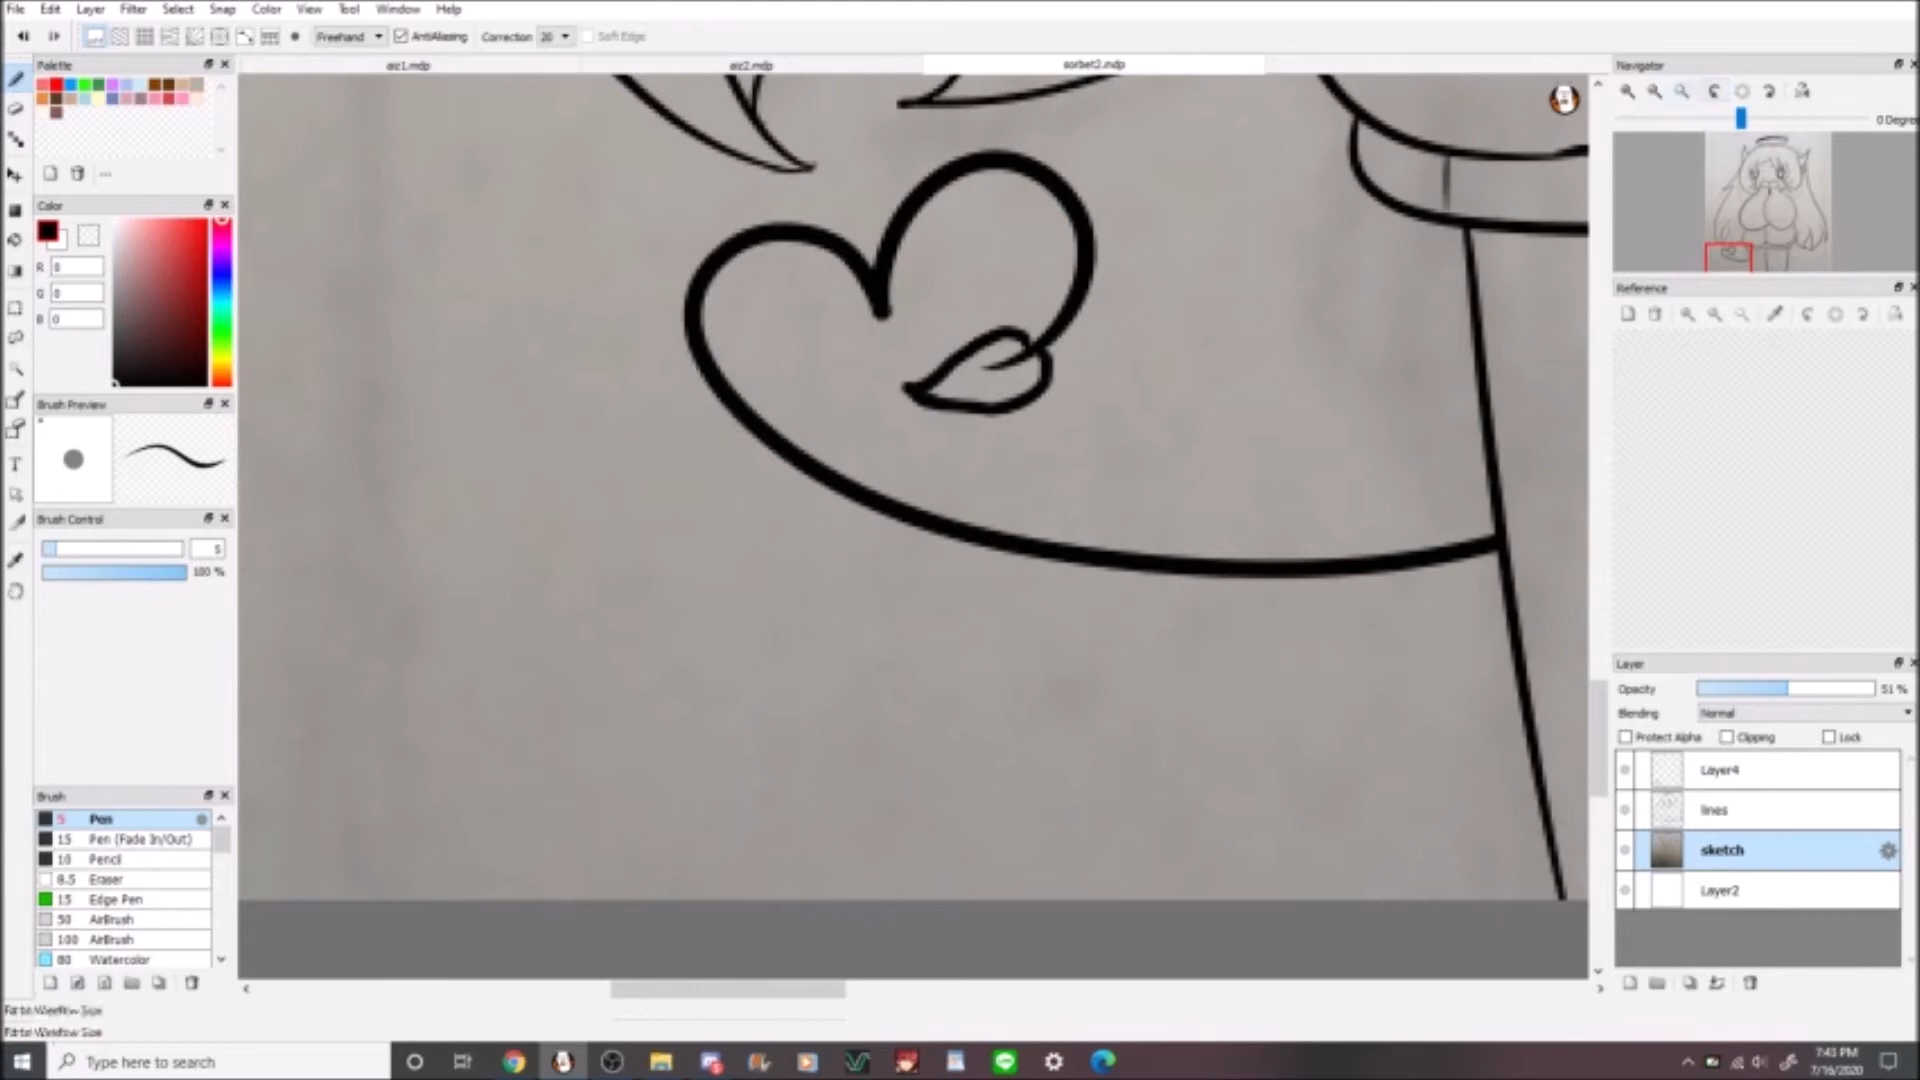 File Edit Layer Filter Select Snap Color View Tool Window Help
Freehand AntiAliasing Correction 20 Soft Edge
Palette
aiz1.mdp aiz2.mdp sorbet2.mdp
Navigator
0 Degree
Color
R 0
G 0
B 0
Reference
Brush Preview
Brush Control
5
100 %
Layer
Opacity 51 %
Blending Normal
Protect Alpha Clipping Lock
Layer4
lines
sketch
Layer2
Brush
5 Pen
15 Pen (Fade In/Out)
10 Pencil
8.5 Eraser
15 Edge Pen
50 AirBrush
100 AirBrush
80 Watercolor
Type here to search
7:43 PM
7/16/2020